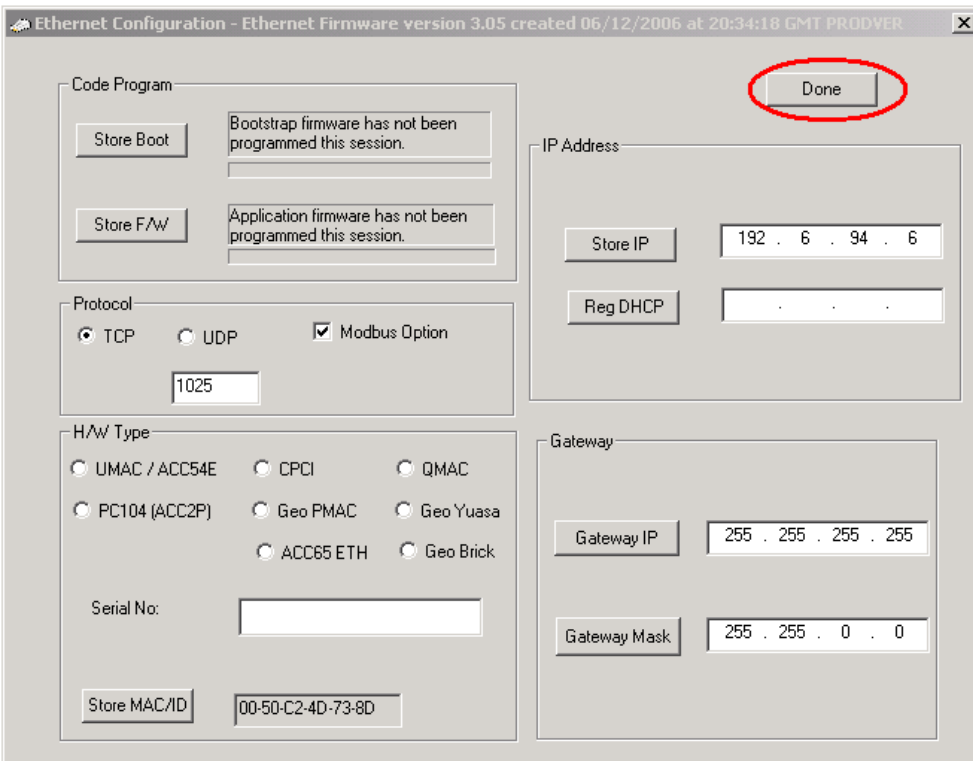 Ethernet Configuration - Ethernet Firmware version 3.05 created 06/12/2006 at 20:34:18 GMT PRODVER
Done
Code Program
Store Boot
Bootstrap firmware has not been
programmed this session.
Store F/W
Application firmware has not been
programmed this session.
Protocol
TCP UDP Modbus Option
1025
H/W Type
UMAC / ACC54E CPCI QMAC
PC104 (ACC2P) Geo PMAC Geo Yuasa
ACC65 ETH Geo Brick
Serial No:
Store MAC/ID 00-50-C2-4D-73-8D
IP Address
Store IP 192 . 6 . 94 . 6
Reg DHCP . . .
Gateway
Gateway IP 255 . 255 . 255 . 255
Gateway Mask 255 . 255 . 0 . 0